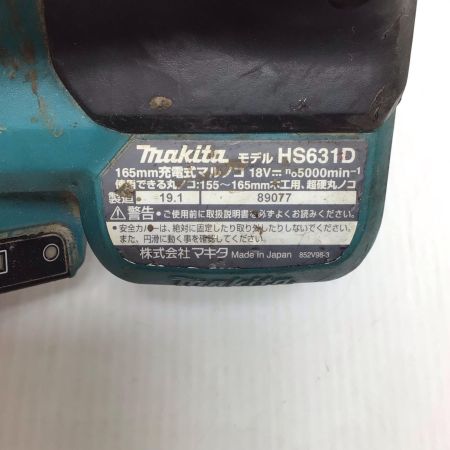 makita モデル HS631D
165mm充電式マルノコ 18V⎓ n₀5000min⁻¹
使用できる丸ノコ:155～165mm木工用、超硬丸ノコ
製造 19.1 89077
⚠警告 ・ご使用前に取扱説明書を必ずよくお読みください。
・安全カバーは、絶対に固定したり取り外したりしないでください。
また、円滑に動く事を確認してください。
株式会社マキタ Made in Japan 852V98-3
makita